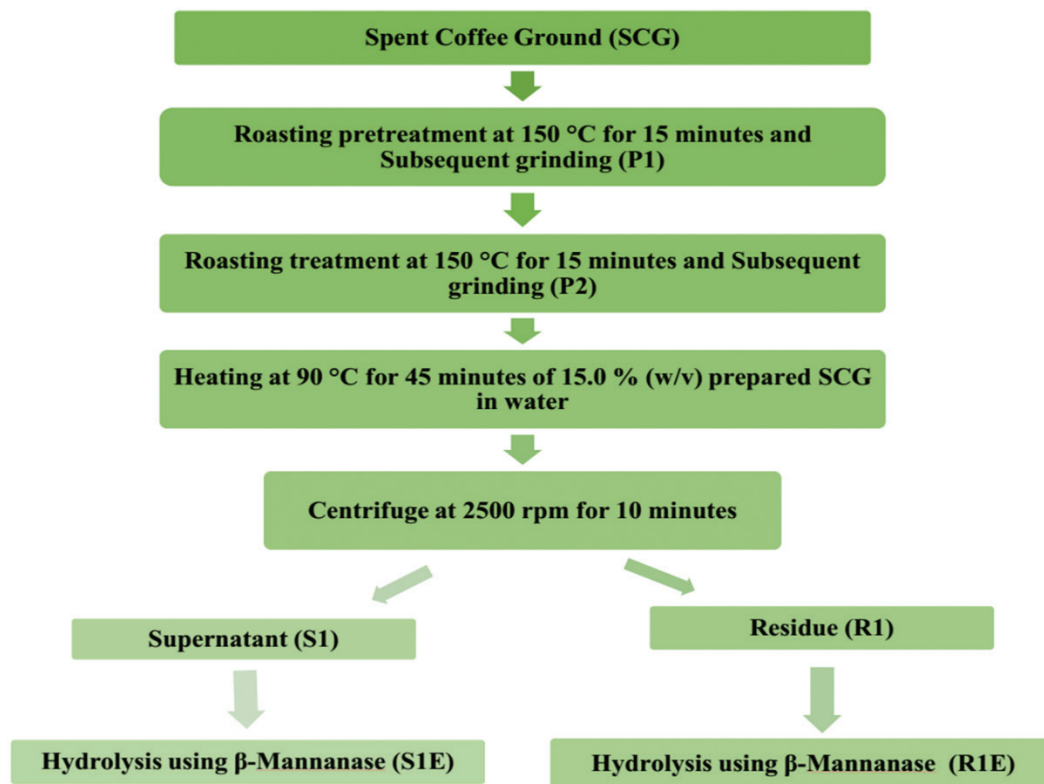 Spent Coffee Ground (SCG)
Roasting pretreatment at 150 °C for 15 minutes and
Subsequent grinding (P1)
Roasting treatment at 150 °C for 15 minutes and Subsequent
grinding (P2)
Heating at 90 °C for 45 minutes of 15.0 % (w/v) prepared SCG
in water
Centrifuge at 2500 rpm for 10 minutes
Supernatant (S1)
Residue (R1)
Hydrolysis using β-Mannanase (S1E)
Hydrolysis using β-Mannanase (R1E)